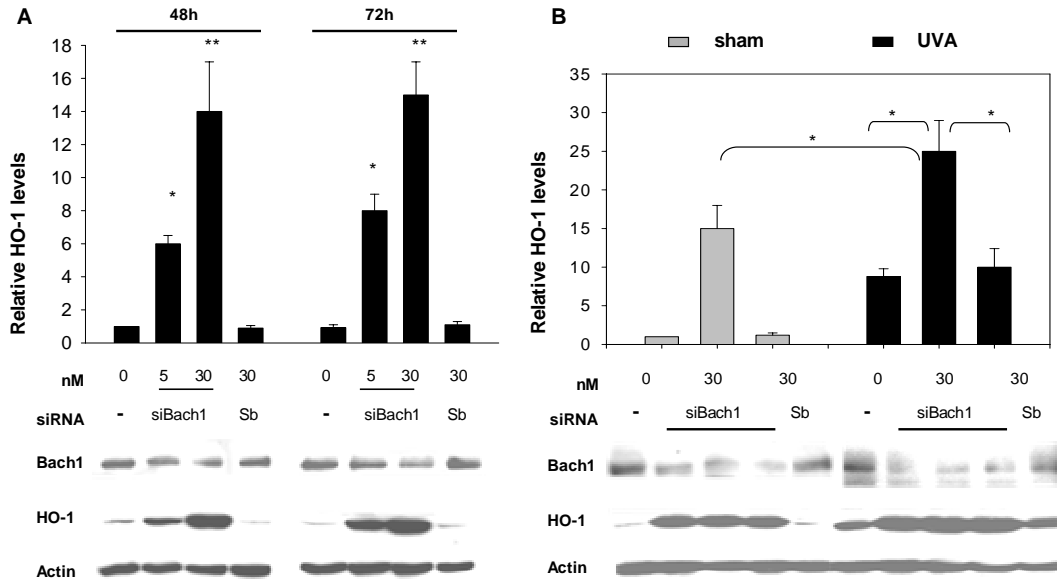 A
48h
72h
Relative HO-1 levels
18
16
14
12
10
8
6
4
2
0
*
**
*
**
nM 0 5 30 30 0 5 30 30
siRNA - siBach1 Sb - siBach1 Sb
Bach1
HO-1
Actin
B
sham UVA
Relative HO-1 levels
35
30
25
20
15
10
5
0
*
*
*
nM 0 30 30 0 30 30
siRNA - siBach1 Sb - siBach1 Sb
Bach1
HO-1
Actin